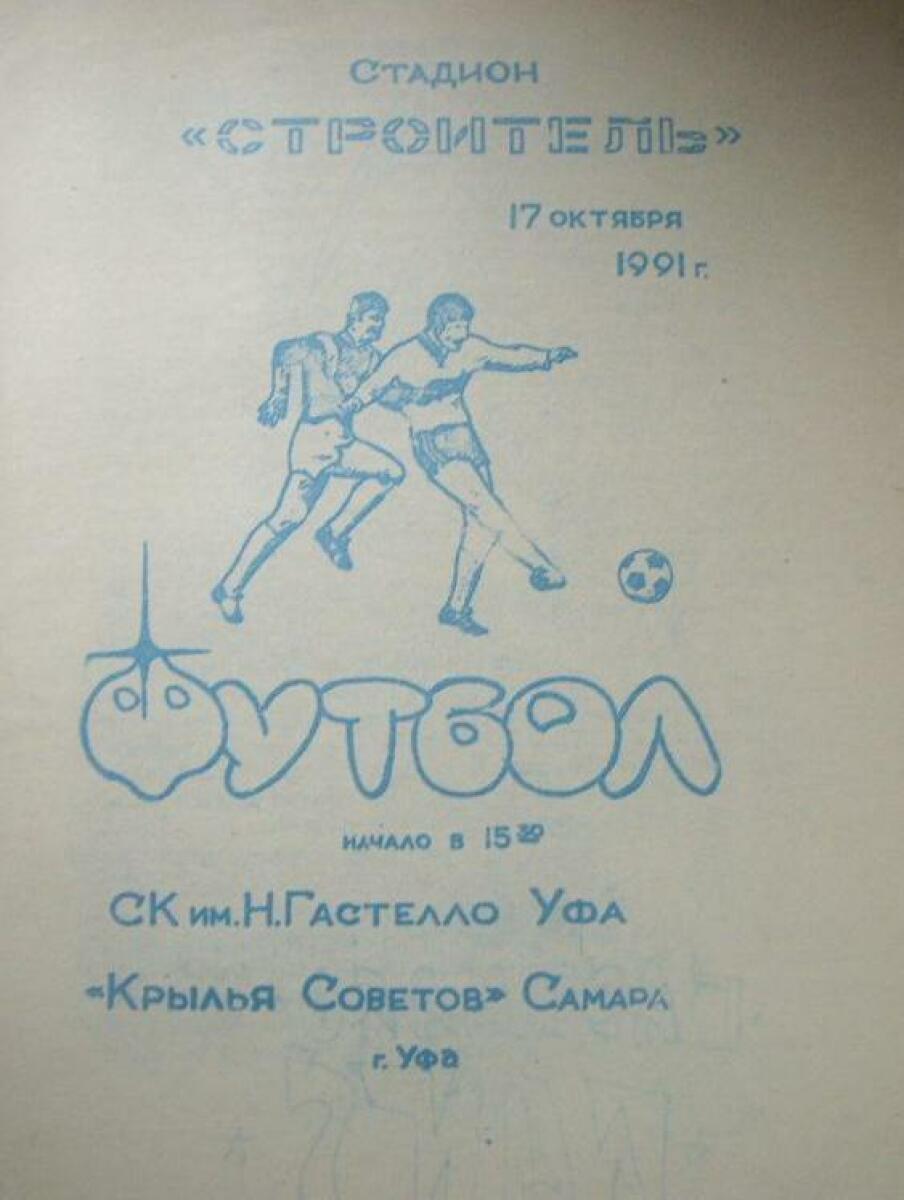 Стадион
«СТРОИТЕЛЬ»
17 октября
1991 г.
ФУТБОЛ
начало в 15 30
СК им. Н. Гастелло Уфа
«Крылья Советов» Самара
г. Уфа